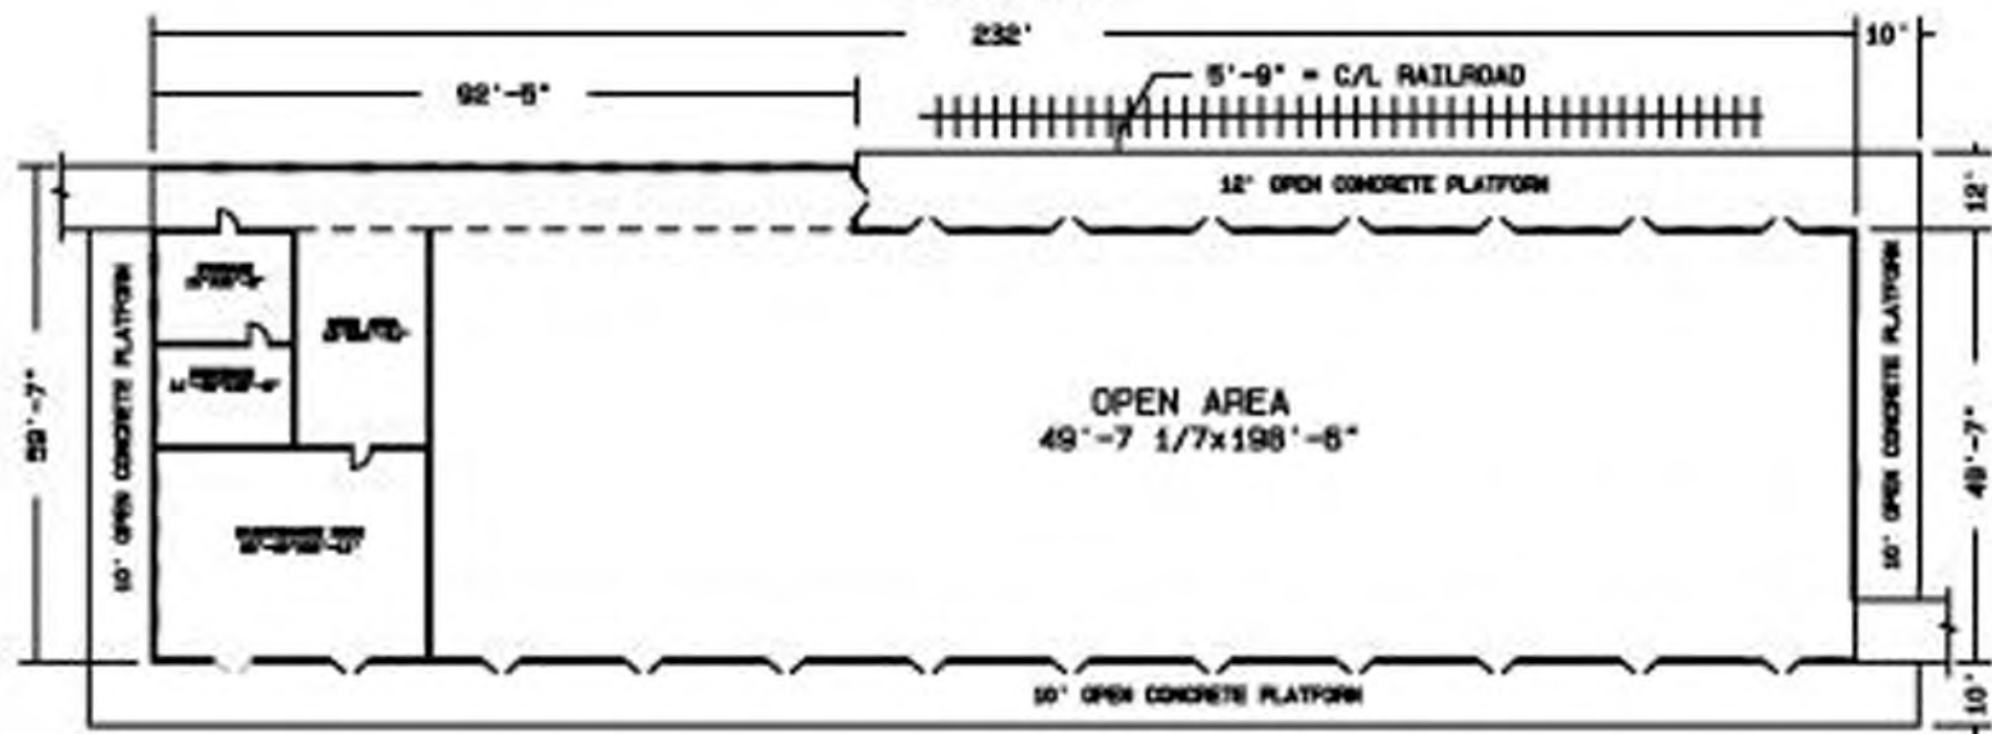 232'
10'
5'-9" = C/L RAILROAD
92'-5"
12' OPEN CONCRETE PLATFORM
12'
10' OPEN CONCRETE PLATFORM
10' OPEN CONCRETE PLATFORM
59'-7"
OPEN AREA
49'-7 1/7x198'-6"
49'-7"
10' OPEN CONCRETE PLATFORM
10'